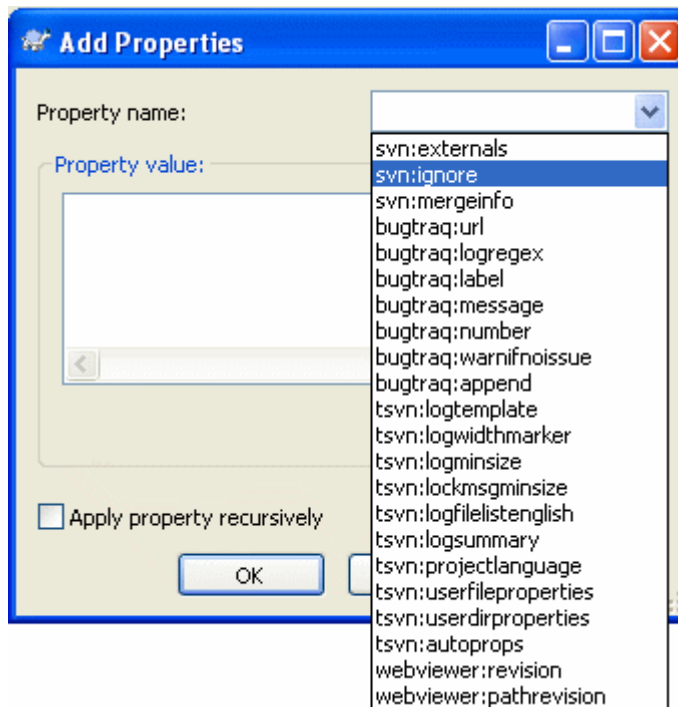 Add Properties
Property name:
Property value:
svn:externals
svn:ignore
svn:mergeinfo
bugtraq:url
bugtraq:logregex
bugtraq:label
bugtraq:message
bugtraq:number
bugtraq:warnifnoissue
bugtraq:append
tsvn:logtemplate
tsvn:logwidthmarker
tsvn:logminsize
tsvn:lockmsgminsize
tsvn:logfilelistenglish
tsvn:logsummary
tsvn:projectlanguage
tsvn:userfileproperties
tsvn:userdirproperties
tsvn:autoprops
webviewer:revision
webviewer:pathrevision
Apply property recursively
OK